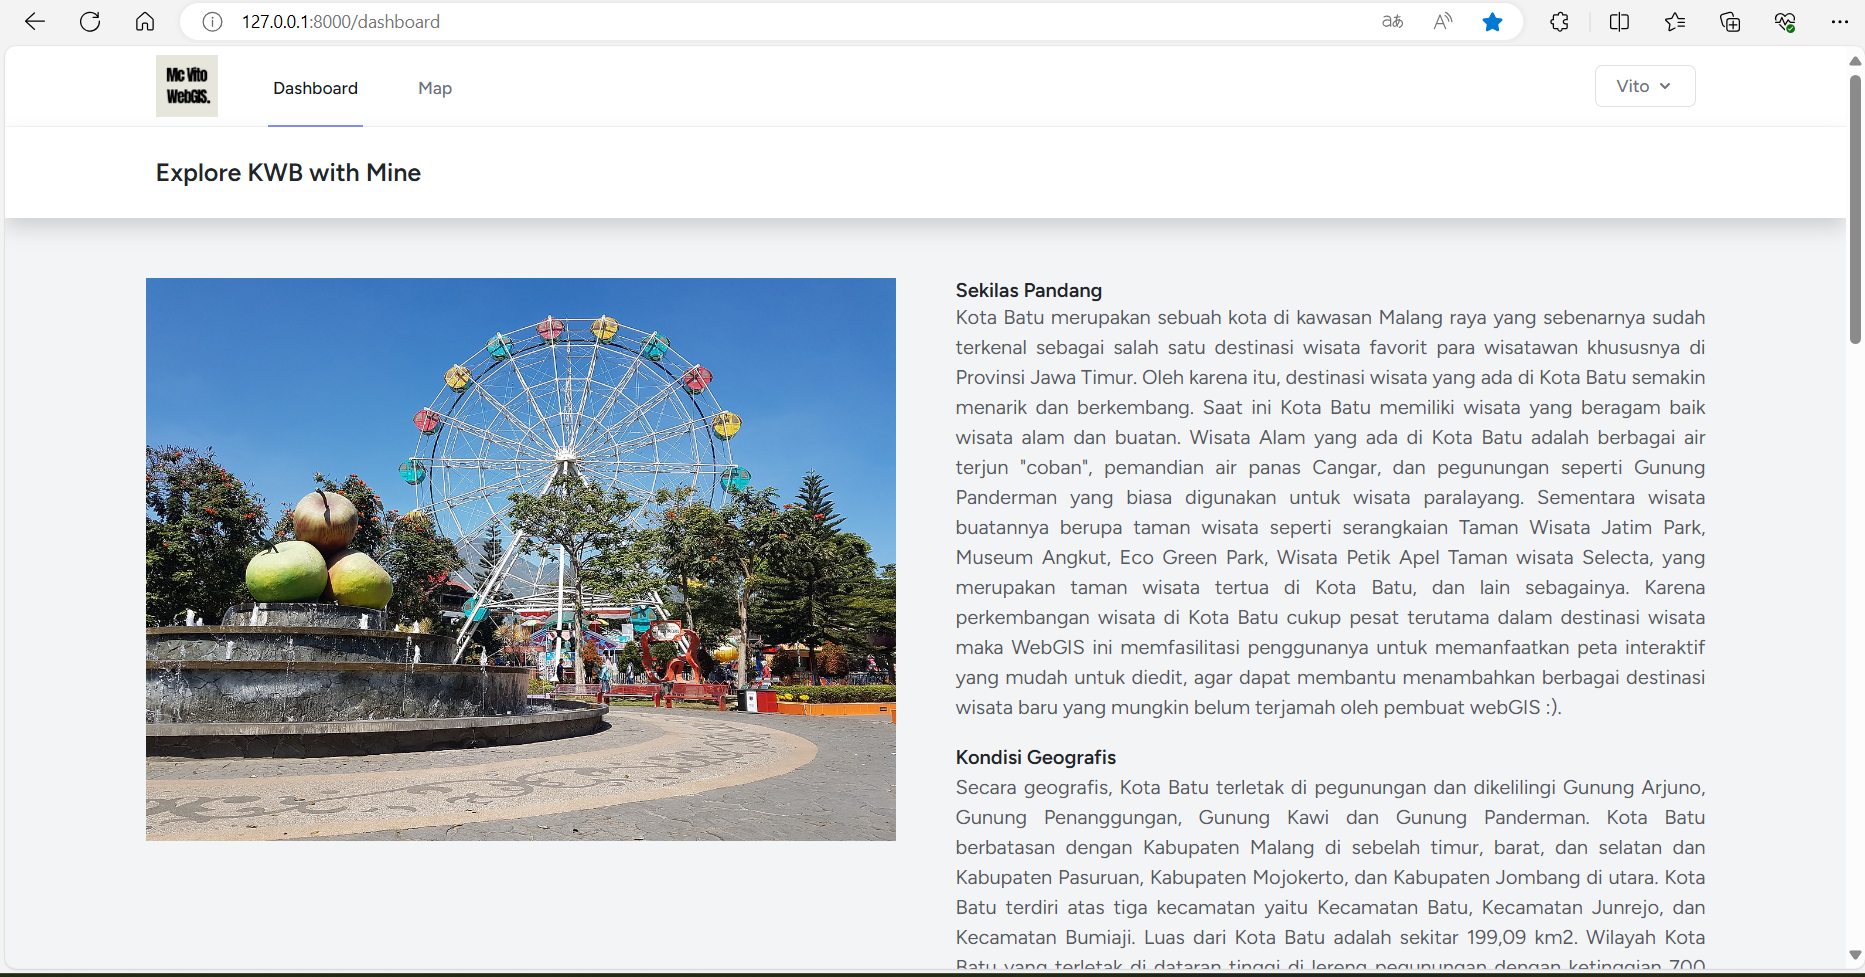 127.0.0.1:8000/dashboard
Mc Vito
WebGIS.
Dashboard
Map
Vito
Explore KWB with Mine
Sekilas Pandang
Kota Batu merupakan sebuah kota di kawasan Malang raya yang sebenarnya sudah
terkenal sebagai salah satu destinasi wisata favorit para wisatawan khususnya di
Provinsi Jawa Timur. Oleh karena itu, destinasi wisata yang ada di Kota Batu semakin
menarik dan berkembang. Saat ini Kota Batu memiliki wisata yang beragam baik
wisata alam dan buatan. Wisata Alam yang ada di Kota Batu adalah berbagai air
terjun "coban", pemandian air panas Cangar, dan pegunungan seperti Gunung
Panderman yang biasa digunakan untuk wisata paralayang. Sementara wisata
buatannya berupa taman wisata seperti serangkaian Taman Wisata Jatim Park,
Museum Angkut, Eco Green Park, Wisata Petik Apel Taman wisata Selecta, yang
merupakan taman wisata tertua di Kota Batu, dan lain sebagainya. Karena
perkembangan wisata di Kota Batu cukup pesat terutama dalam destinasi wisata
maka WebGIS ini memfasilitasi penggunanya untuk memanfaatkan peta interaktif
yang mudah untuk diedit, agar dapat membantu menambahkan berbagai destinasi
wisata baru yang mungkin belum terjamah oleh pembuat webGIS :).
Kondisi Geografis
Secara geografis, Kota Batu terletak di pegunungan dan dikelilingi Gunung Arjuno,
Gunung Penanggungan, Gunung Kawi dan Gunung Panderman. Kota Batu
berbatasan dengan Kabupaten Malang di sebelah timur, barat, dan selatan dan
Kabupaten Pasuruan, Kabupaten Mojokerto, dan Kabupaten Jombang di utara. Kota
Batu terdiri atas tiga kecamatan yaitu Kecamatan Batu, Kecamatan Junrejo, dan
Kecamatan Bumiaji. Luas dari Kota Batu adalah sekitar 199,09 km2. Wilayah Kota
Batu yang terletak di dataran tinggi di lereng pegunungan dengan ketinggian 700